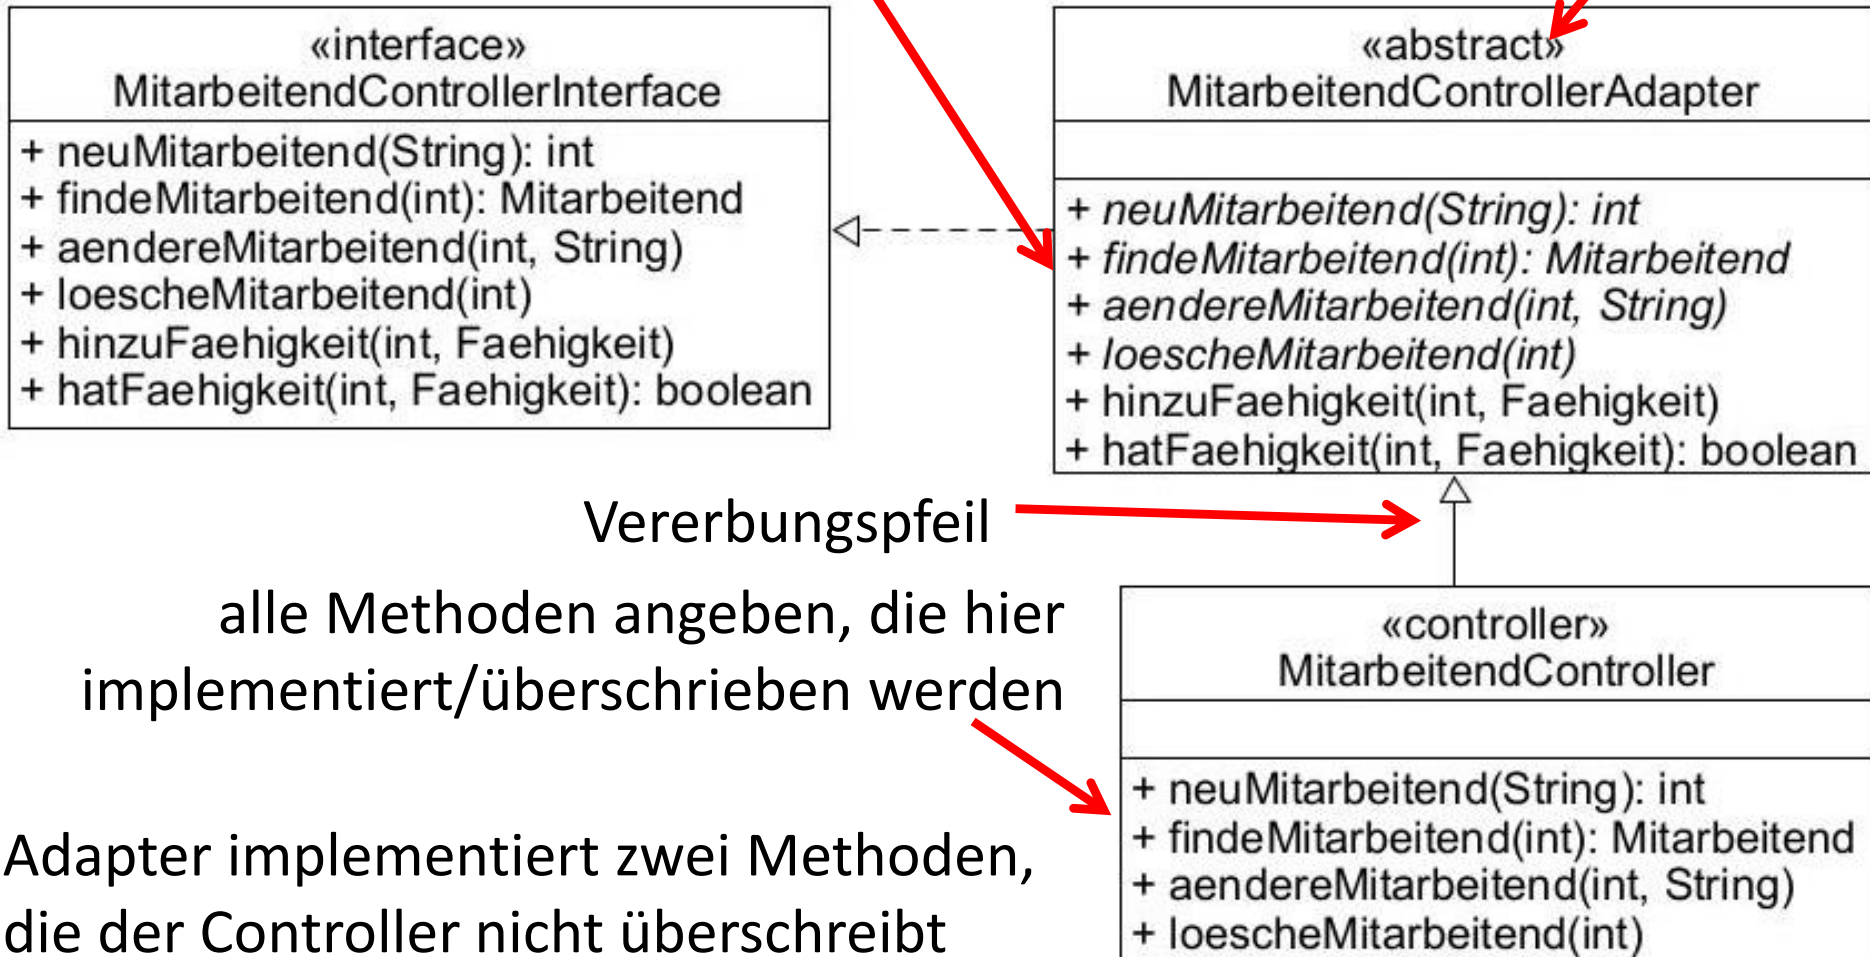 «interface»
MitarbeitendControllerInterface
+ neuMitarbeitend(String): int
+ findeMitarbeitend(int): Mitarbeitend
+ aendereMitarbeitend(int, String)
+ loescheMitarbeitend(int)
+ hinzuFaehigkeit(int, Faehigkeit)
+ hatFaehigkeit(int, Faehigkeit): boolean
«abstract»
MitarbeitendControllerAdapter
+ neuMitarbeitend(String): int
+ findeMitarbeitend(int): Mitarbeitend
+ aendereMitarbeitend(int, String)
+ loescheMitarbeitend(int)
+ hinzuFaehigkeit(int, Faehigkeit)
+ hatFaehigkeit(int, Faehigkeit): boolean
Vererbungspfeil
alle Methoden angeben, die hier
implementiert/überschrieben werden
«controller»
MitarbeitendController
+ neuMitarbeitend(String): int
+ findeMitarbeitend(int): Mitarbeitend
+ aendereMitarbeitend(int, String)
+ loescheMitarbeitend(int)
Adapter implementiert zwei Methoden,
die der Controller nicht überschreibt